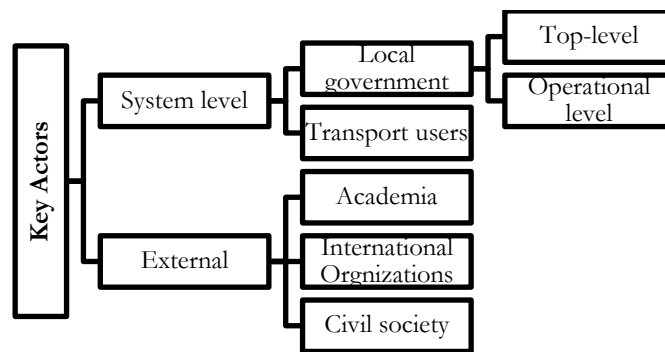 Key Actors
System level
Local
government
Top-level
Operational
level
Transport users
External
Academia
International
Orgnizations
Civil society